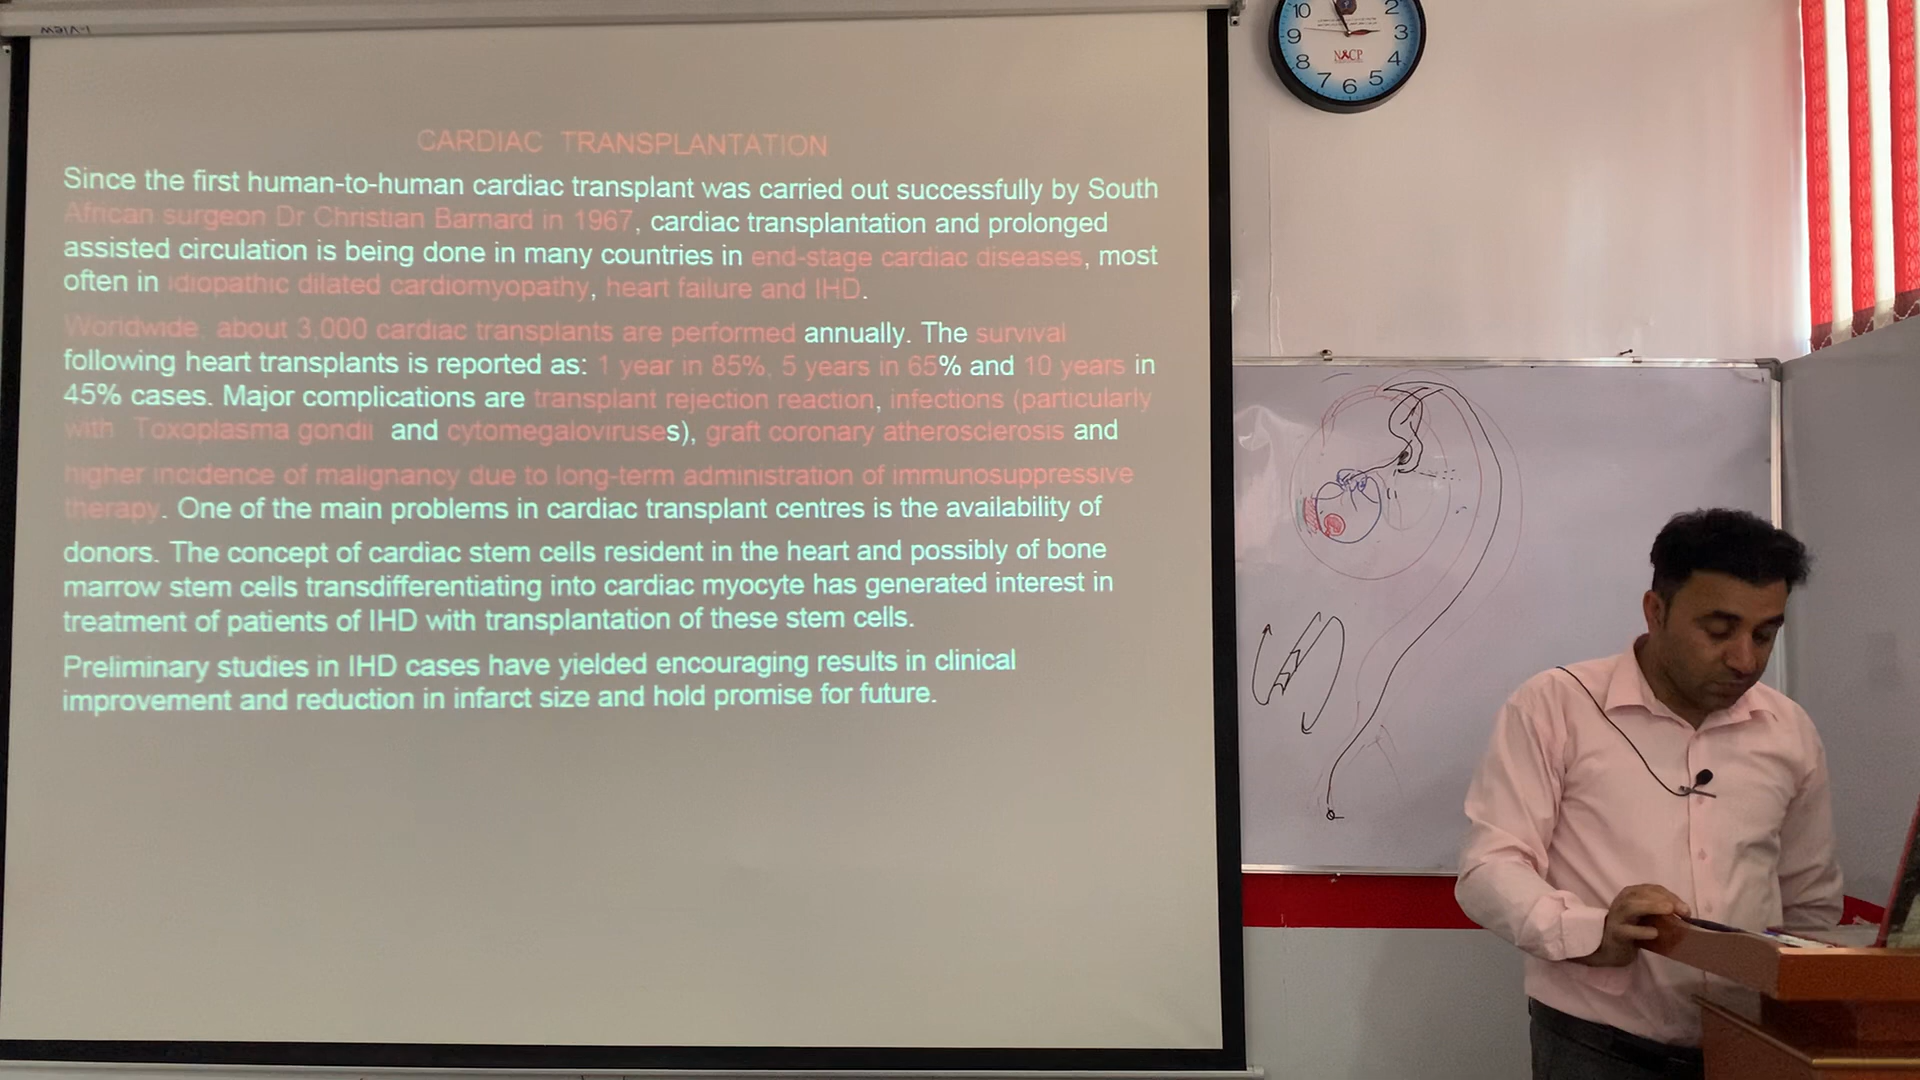 I-VIEW
CARDIAC TRANSPLANTATION
Since the first human-to-human cardiac transplant was carried out successfully by South
African surgeon Dr Christian Barnard in 1967, cardiac transplantation and prolonged
assisted circulation is being done in many countries in end-stage cardiac diseases, most
often in idiopathic dilated cardiomyopathy, heart failure and IHD.
Worldwide, about 3,000 cardiac transplants are performed annually. The survival
following heart transplants is reported as: 1 year in 85%, 5 years in 65% and 10 years in
45% cases. Major complications are transplant rejection reaction, infections (particularly
with Toxoplasma gondii and cytomegaloviruses), graft coronary atherosclerosis and
higher incidence of malignancy due to long-term administration of immunosuppressive
therapy. One of the main problems in cardiac transplant centres is the availability of
donors. The concept of cardiac stem cells resident in the heart and possibly of bone
marrow stem cells transdifferentiating into cardiac myocyte has generated interest in
treatment of patients of IHD with transplantation of these stem cells.
Preliminary studies in IHD cases have yielded encouraging results in clinical
improvement and reduction in infarct size and hold promise for future.
10 2
9 3
NACP
8 4
7 6 5